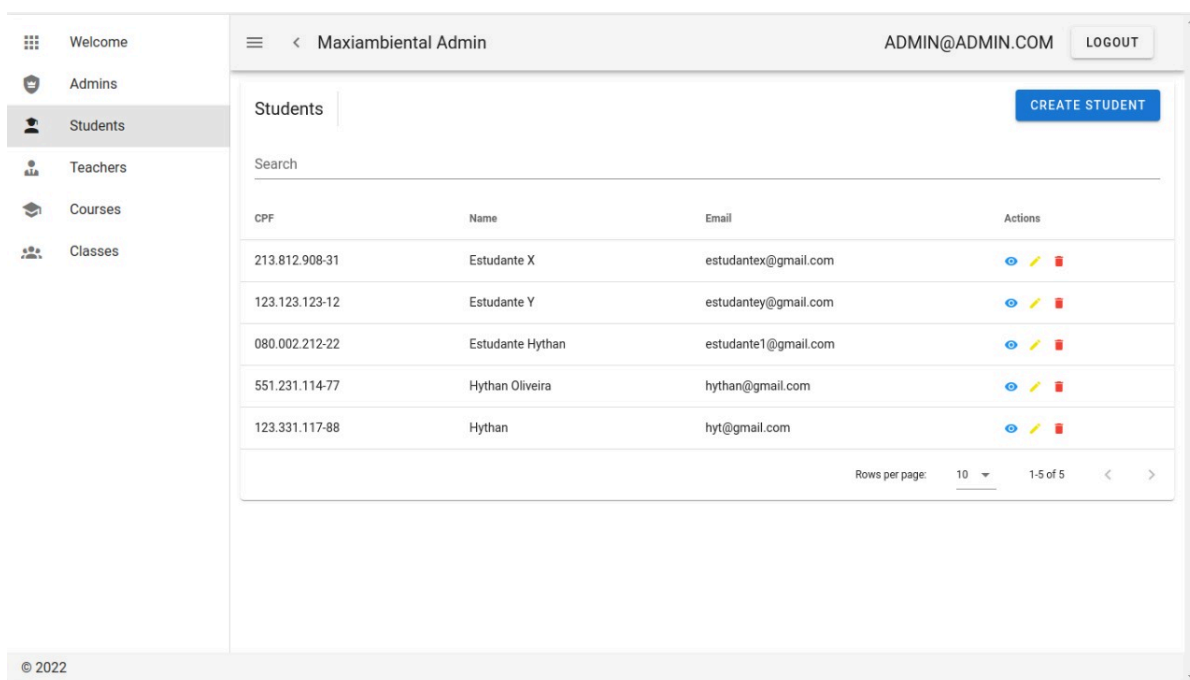 Welcome
Admins
Students
Teachers
Courses
Classes
Maxiambiental Admin
ADMIN@ADMIN.COM LOGOUT
Students CREATE STUDENT
Search
CPF Name Email Actions
213.812.908-31 Estudante X estudantex@gmail.com
123.123.123-12 Estudante Y estudantey@gmail.com
080.002.212-22 Estudante Hythan estudante1@gmail.com
551.231.114-77 Hythan Oliveira hythan@gmail.com
123.331.117-88 Hythan hyt@gmail.com
Rows per page: 10 1-5 of 5
© 2022